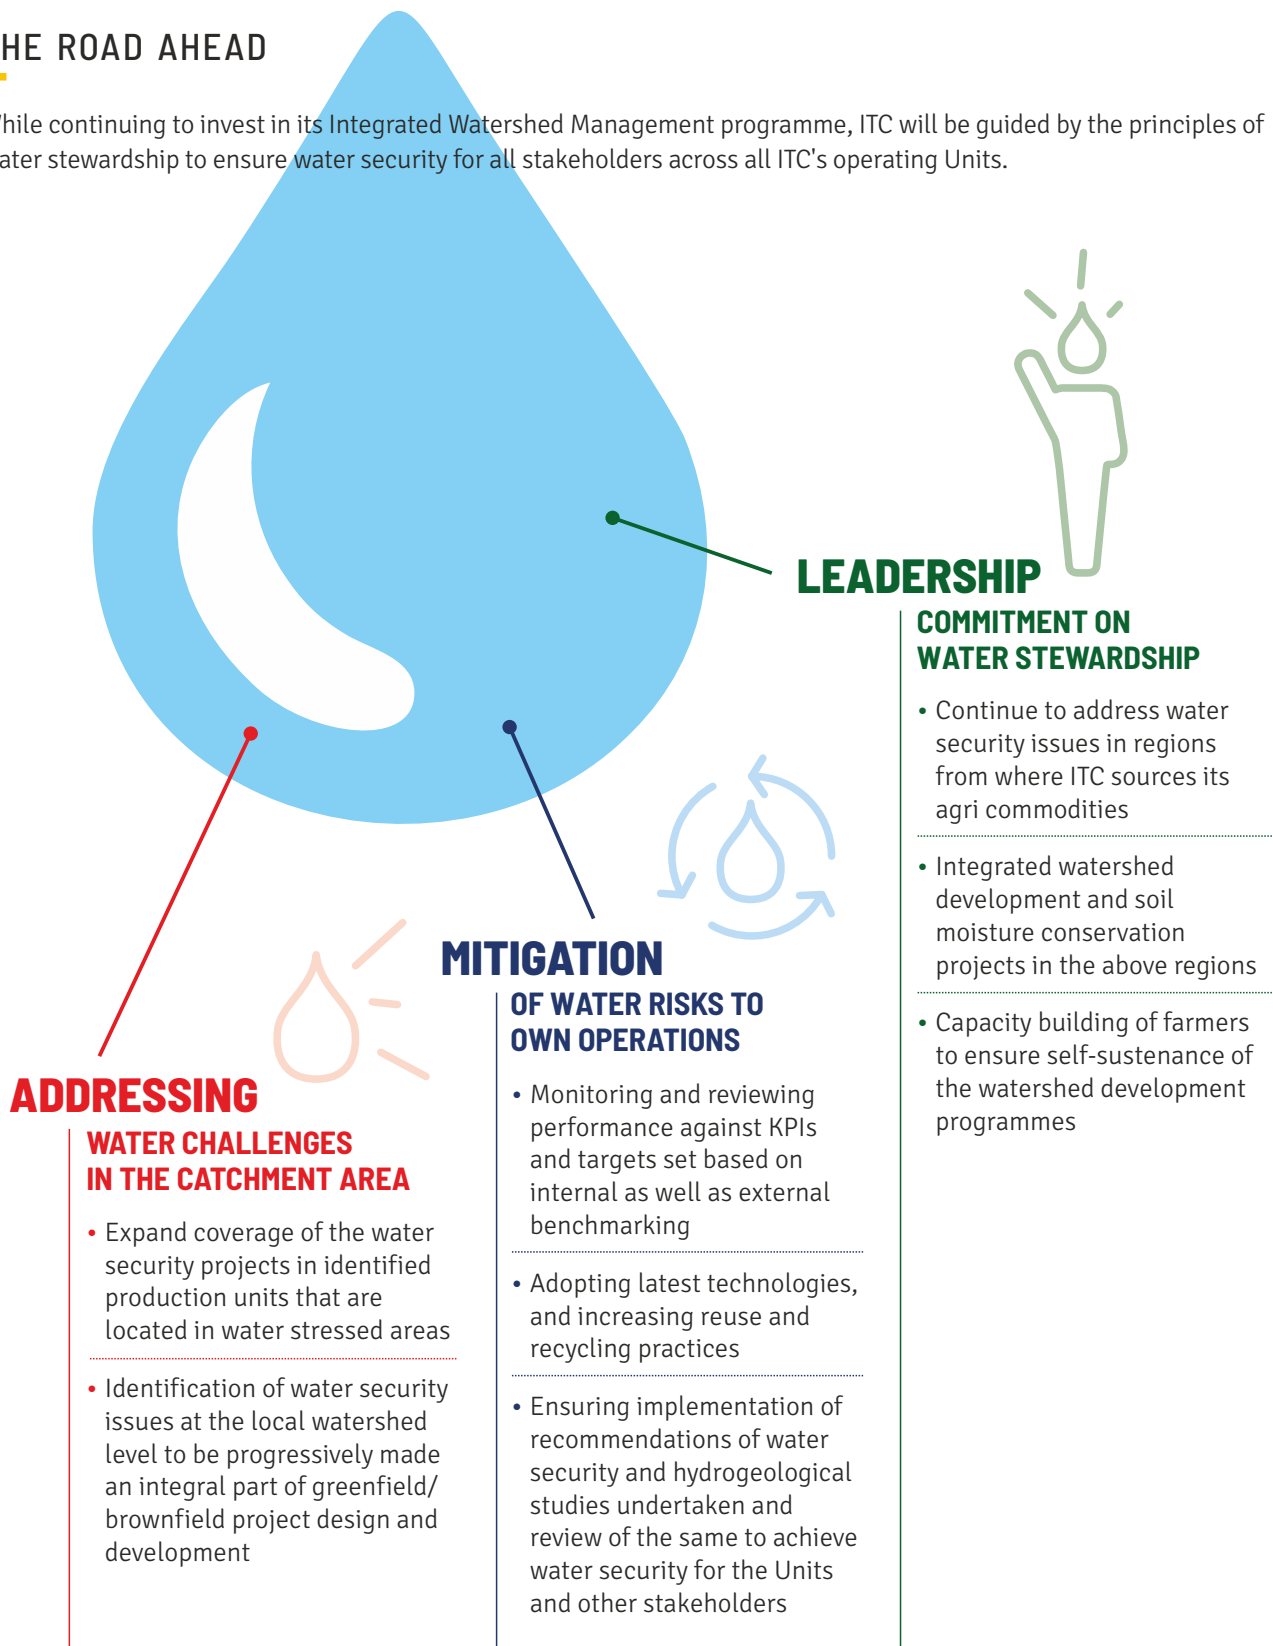 HE ROAD AHEAD
hile continuing to invest in its Integrated Watershed Management programme, ITC will be guided by the principles of
ater stewardship to ensure water security for all stakeholders across all ITC's operating Units.
LEADERSHIP
COMMITMENT ON
WATER STEWARDSHIP
• Continue to address water
security issues in regions
from where ITC sources its
agri commodities
• Integrated watershed
development and soil
moisture conservation
projects in the above regions
• Capacity building of farmers
to ensure self-sustenance of
the watershed development
programmes
MITIGATION
OF WATER RISKS TO
OWN OPERATIONS
• Monitoring and reviewing
performance against KPIs
and targets set based on
internal as well as external
benchmarking
• Adopting latest technologies,
and increasing reuse and
recycling practices
• Ensuring implementation of
recommendations of water
security and hydrogeological
studies undertaken and
review of the same to achieve
water security for the Units
and other stakeholders
ADDRESSING
WATER CHALLENGES
IN THE CATCHMENT AREA
• Expand coverage of the water
security projects in identified
production units that are
located in water stressed areas
• Identification of water security
issues at the local watershed
level to be progressively made
an integral part of greenfield/
brownfield project design and
development